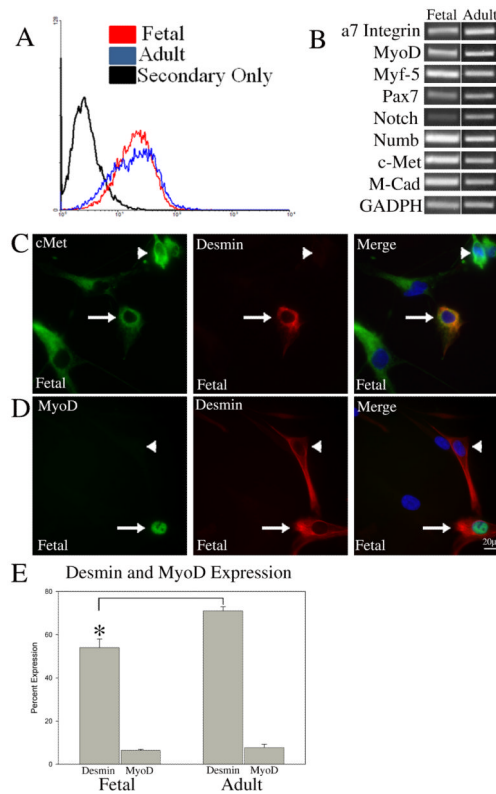 A
128
0
Fetal
Adult
Secondary Only
B
Fetal Adult
a7 Integrin
MyoD
Myf-5
Pax7
Notch
Numb
c-Met
M-Cad
GADPH
C
cMet
Desmin
Merge
Fetal
Fetal
Fetal
D
MyoD
Desmin
Merge
Fetal
Fetal
Fetal
20µ
E
Desmin and MyoD Expression
Percent Expression
80
60
40
20
0
*
Desmin MyoD Desmin MyoD
Fetal Adult